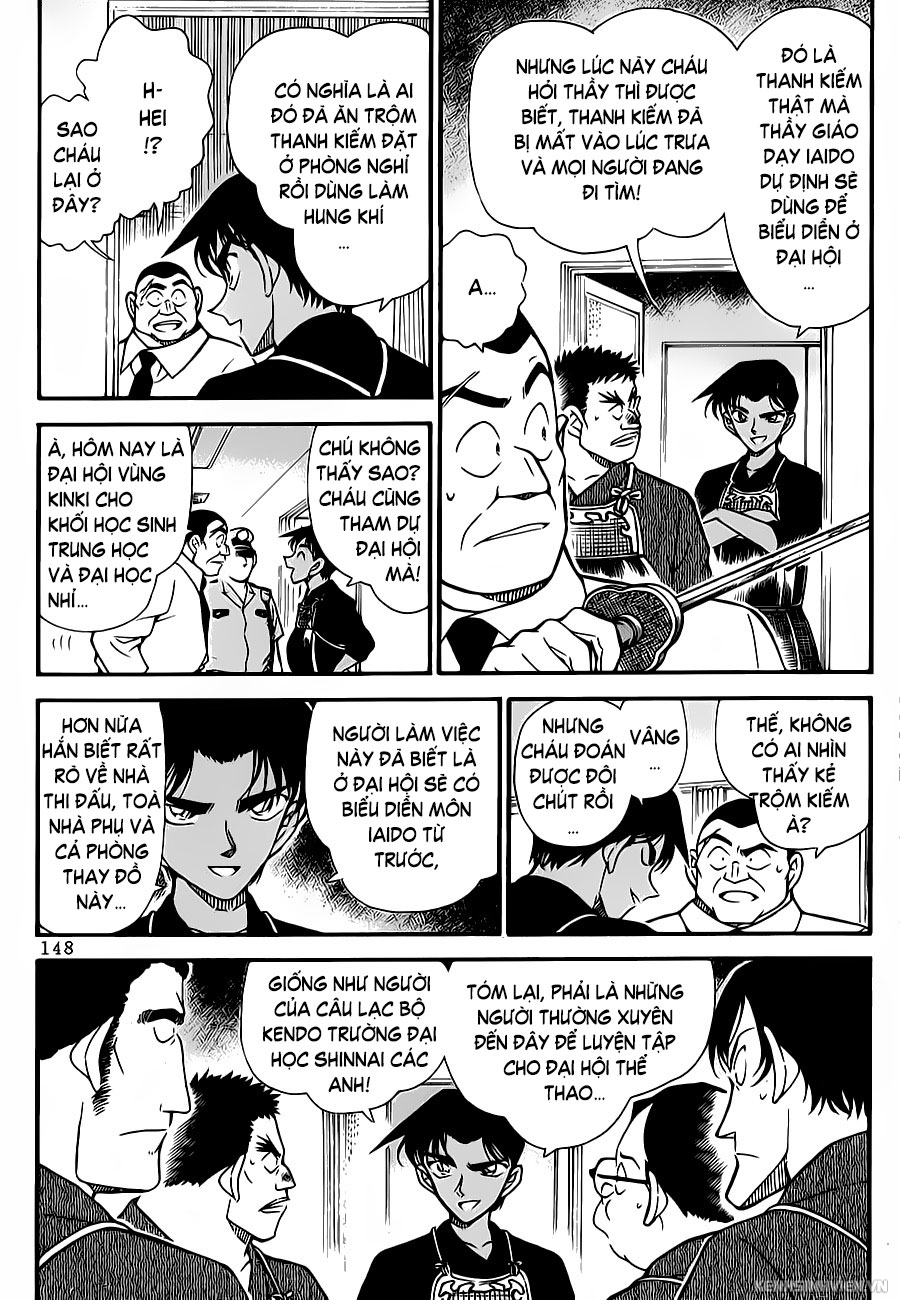 ĐÓ LÀ
THANH KIẾM
THẬT MÀ
THẦY GIÁO
DẠY IAIDO
DỰ ĐỊNH SẼ
DÙNG ĐỂ
BIỂU DIỄN Ở
ĐẠI HỘI
...
NHƯNG LÚC NÀY CHÁU
HỎI THẦY THÌ ĐƯỢC
BIẾT, THANH KIẾM ĐÃ
BỊ MẤT VÀO LÚC TRƯA
VÀ MỌI NGƯỜI ĐANG
ĐI TÌM!
A...
CÓ NGHĨA LÀ AI
ĐÓ ĐÃ ĂN TRỘM
THANH KIẾM ĐẶT
Ở PHÒNG NGHỈ
RỒI DÙNG LÀM
HUNG KHÍ
...
H-
HEI
!?
SAO
CHÁU
LẠI Ở
ĐÂY?
CHÚ KHÔNG
THẤY SAO?
CHÁU CŨNG
THAM DỰ
ĐẠI HỘI
MÀ!
À, HÔM NAY LÀ
ĐẠI HỘI VÙNG
KINKI CHO
KHỐI HỌC SINH
TRUNG HỌC
VÀ ĐẠI HỌC
NHỈ...
THẾ, KHÔNG
CÓ AI NHÌN
THẤY KẺ
TRỘM KIẾM
À?
VÂNG
...
NHƯNG
CHÁU ĐOÁN
ĐƯỢC ĐÔI
CHÚT RỒI
...
NGƯỜI LÀM VIỆC
NÀY ĐÃ BIẾT LÀ
Ở ĐẠI HỘI SẼ CÓ
BIỂU DIỄN MÔN
IAIDO TỪ
TRƯỚC,
HƠN NỮA
HẮN BIẾT RẤT
RÕ VỀ NHÀ
THI ĐẤU, TOÀ
NHÀ PHỤ VÀ
CẢ PHÒNG
THAY ĐỒ
NÀY...
148
TÓM LẠI, PHẢI LÀ NHỮNG
NGƯỜI THƯỜNG XUYÊN
ĐẾN ĐÂY ĐỂ LUYỆN TẬP
CHO ĐẠI HỘI THỂ
THAO...
GIỐNG NHƯ NGƯỜI
CỦA CÂU LẠC BỘ
KENDO TRƯỜNG ĐẠI
HỌC SHINNAI CÁC
ANH!